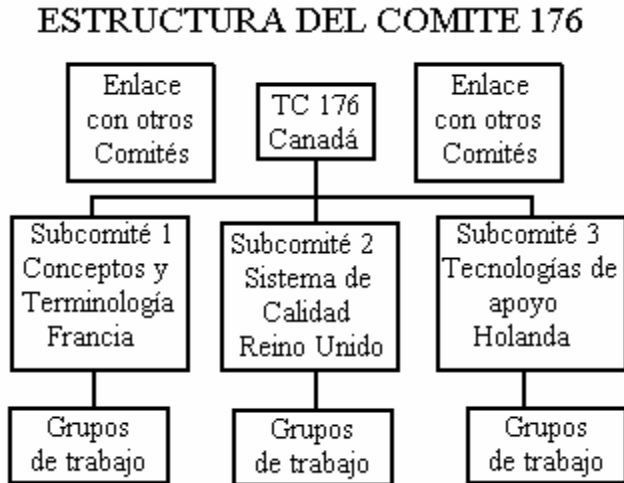 ESTRUCTURA DEL COMITE 176
Enlace
con otros
Comités
TC 176
Canadá
Enlace
con otros
Comités
Subcomité 1
Conceptos y
Terminología
Francia
Subcomité 2
Sistema de
Calidad
Reino Unido
Subcomité 3
Tecnologías de
apoyo
Holanda
Grupos
de trabajo
Grupos
de trabajo
Grupos
de trabajo